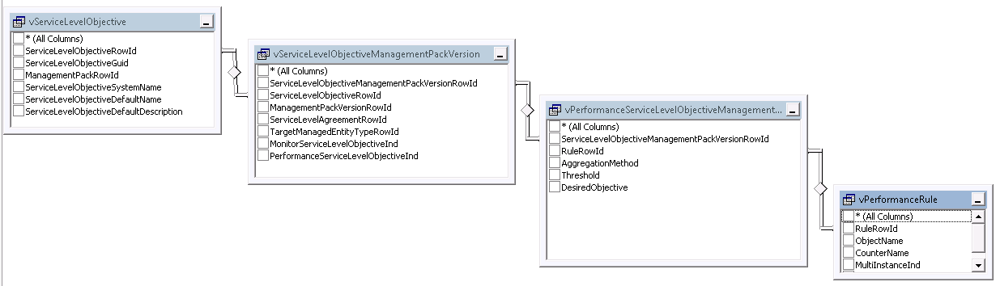 vServiceLevelObjective
* (All Columns)
ServiceLevelObjectiveRowId
ServiceLevelObjectiveGuid
ManagementPackRowId
ServiceLevelObjectiveSystemName
ServiceLevelObjectiveDefaultName
ServiceLevelObjectiveDefaultDescription
vServiceLevelObjectiveManagementPackVersion
* (All Columns)
ServiceLevelObjectiveManagementPackVersionRowId
ServiceLevelObjectiveRowId
ManagementPackVersionRowId
ServiceLevelAgreementRowId
TargetManagedEntityTypeRowId
MonitorServiceLevelObjectiveInd
PerformanceServiceLevelObjectiveInd
vPerformanceServiceLevelObjectiveManagement...
* (All Columns)
ServiceLevelObjectiveManagementPackVersionRowId
RuleRowId
AggregationMethod
Threshold
DesiredObjective
vPerformanceRule
* (All Columns)
RuleRowId
ObjectName
CounterName
MultiInstanceInd